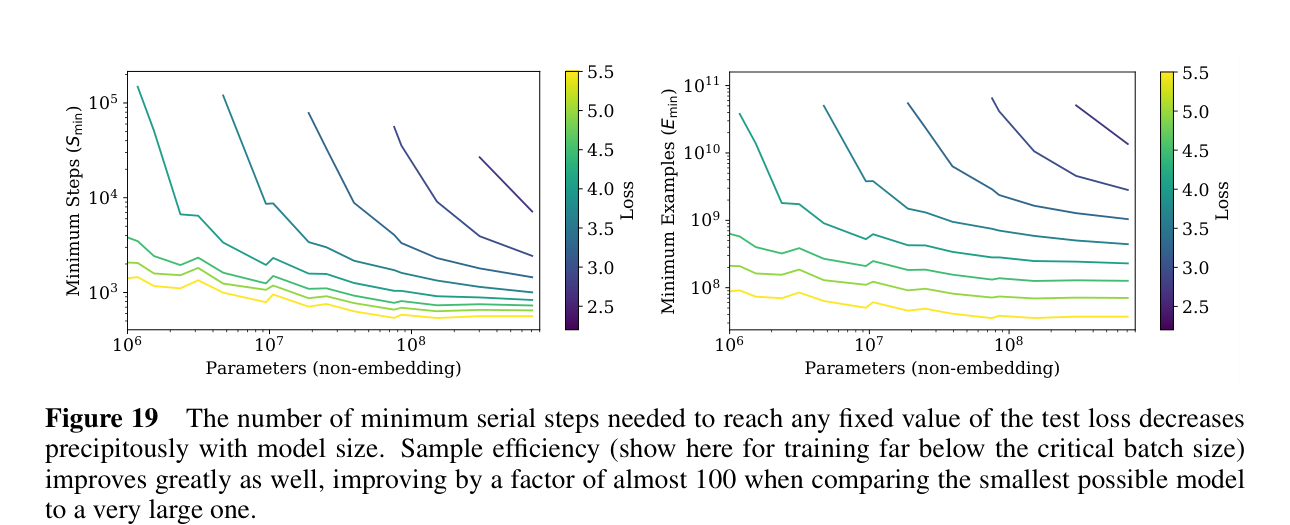 Minimum Steps (S_min)
10^5
10^4
10^3
10^6
10^7
10^8
Parameters (non-embedding)
5.5
5.0
4.5
4.0
3.5
3.0
2.5
Loss
Minimum Examples (E_min)
10^11
10^10
10^9
10^8
10^6
10^7
10^8
Parameters (non-embedding)
5.5
5.0
4.5
4.0
3.5
3.0
2.5
Loss
Figure 19 The number of minimum serial steps needed to reach any fixed value of the test loss decreases
precipitously with model size. Sample efficiency (show here for training far below the critical batch size)
improves greatly as well, improving by a factor of almost 100 when comparing the smallest possible model
to a very large one.